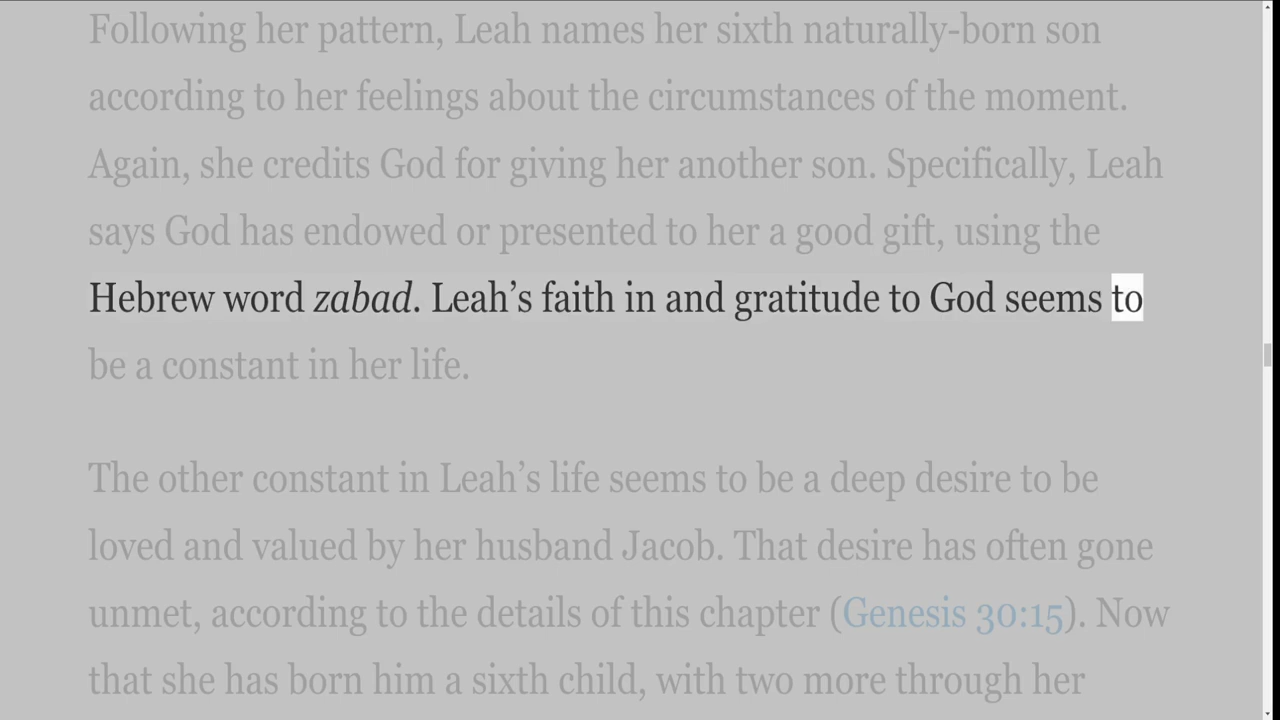 Following her pattern, Leah names her sixth naturally-born son
according to her feelings about the circumstances of the moment.
Again, she credits God for giving her another son. Specifically, Leah
says God has endowed or presented to her a good gift, using the
Hebrew word zabad. Leah’s faith in and gratitude to God seems to
be a constant in her life.
The other constant in Leah’s life seems to be a deep desire to be
loved and valued by her husband Jacob. That desire has often gone
unmet, according to the details of this chapter (Genesis 30:15). Now
that she has born him a sixth child, with two more through her